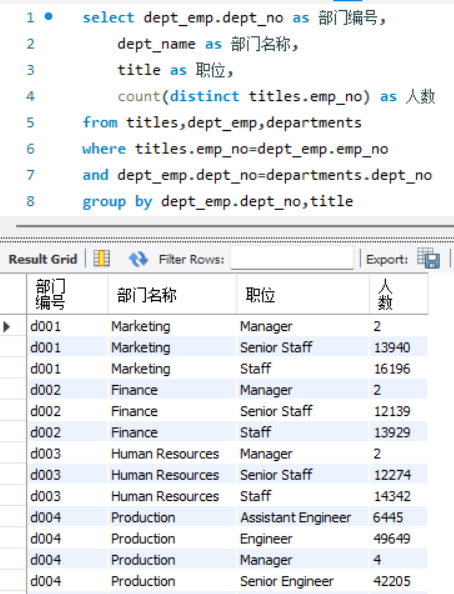 1 select dept_emp.dept_no as 部门编号,
2 dept_name as 部门名称,
3 title as 职位,
4 count(distinct titles.emp_no) as 人数
5 from titles,dept_emp,departments
6 where titles.emp_no=dept_emp.emp_no
7 and dept_emp.dept_no=departments.dept_no
8 group by dept_emp.dept_no,title
Result Grid Filter Rows: Export:
部门编号 部门名称 职位 人数
d001 Marketing Manager 2
d001 Marketing Senior Staff 13940
d001 Marketing Staff 16196
d002 Finance Manager 2
d002 Finance Senior Staff 12139
d002 Finance Staff 13929
d003 Human Resources Manager 2
d003 Human Resources Senior Staff 12274
d003 Human Resources Staff 14342
d004 Production Assistant Engineer 6445
d004 Production Engineer 49649
d004 Production Manager 4
d004 Production Senior Engineer 42205